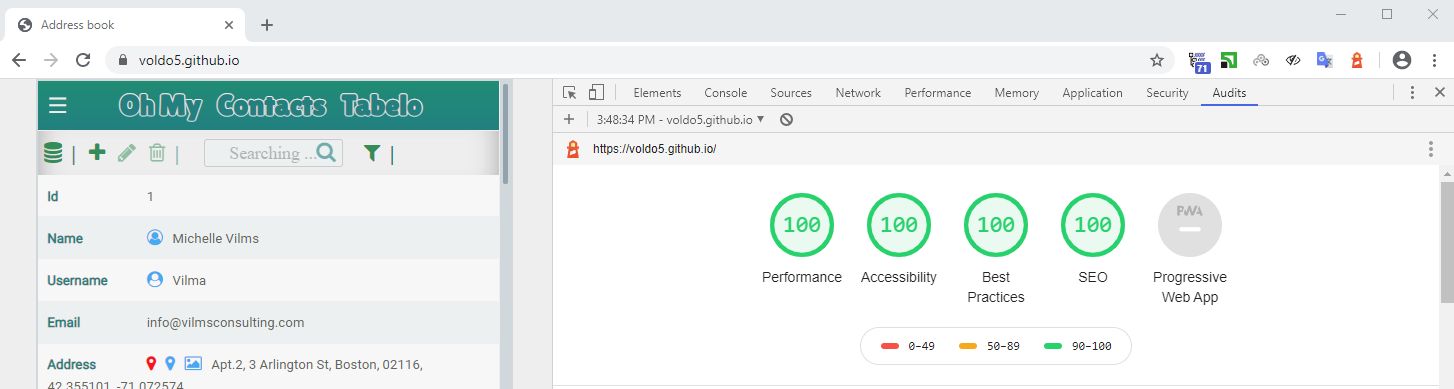 Address book
voldo5.github.io
71
Oh My Contacts Tabelo
| | Searching ... |
Id 1
Name Michelle Vilms
Username Vilma
Email info@vilmsconsulting.com
Address Apt.2, 3 Arlington St, Boston, 02116,
42.355101, -71.072574
Elements Console Sources Network Performance Memory Application Security Audits
3:48:34 PM - voldo5.github.io
https://voldo5.github.io/
100 100 100 100 PWA
Performance Accessibility Best Practices SEO Progressive Web App
0-49 50-89 90-100